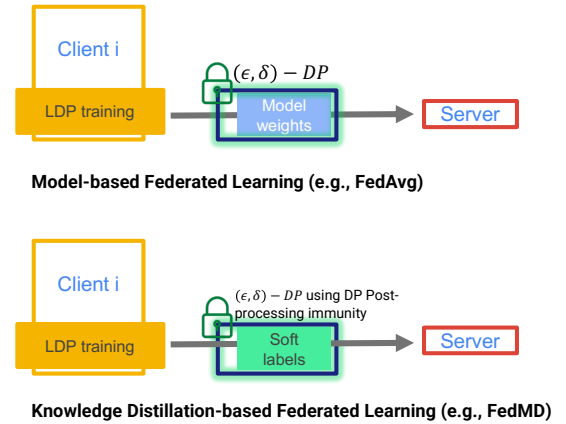 Client i
(ϵ, δ) − DP
LDP training
Model
weights
Server
Model-based Federated Learning (e.g., FedAvg)
Client i
(ϵ, δ) − DP using DP Post-
processing immunity
LDP training
Soft
labels
Server
Knowledge Distillation-based Federated Learning (e.g., FedMD)